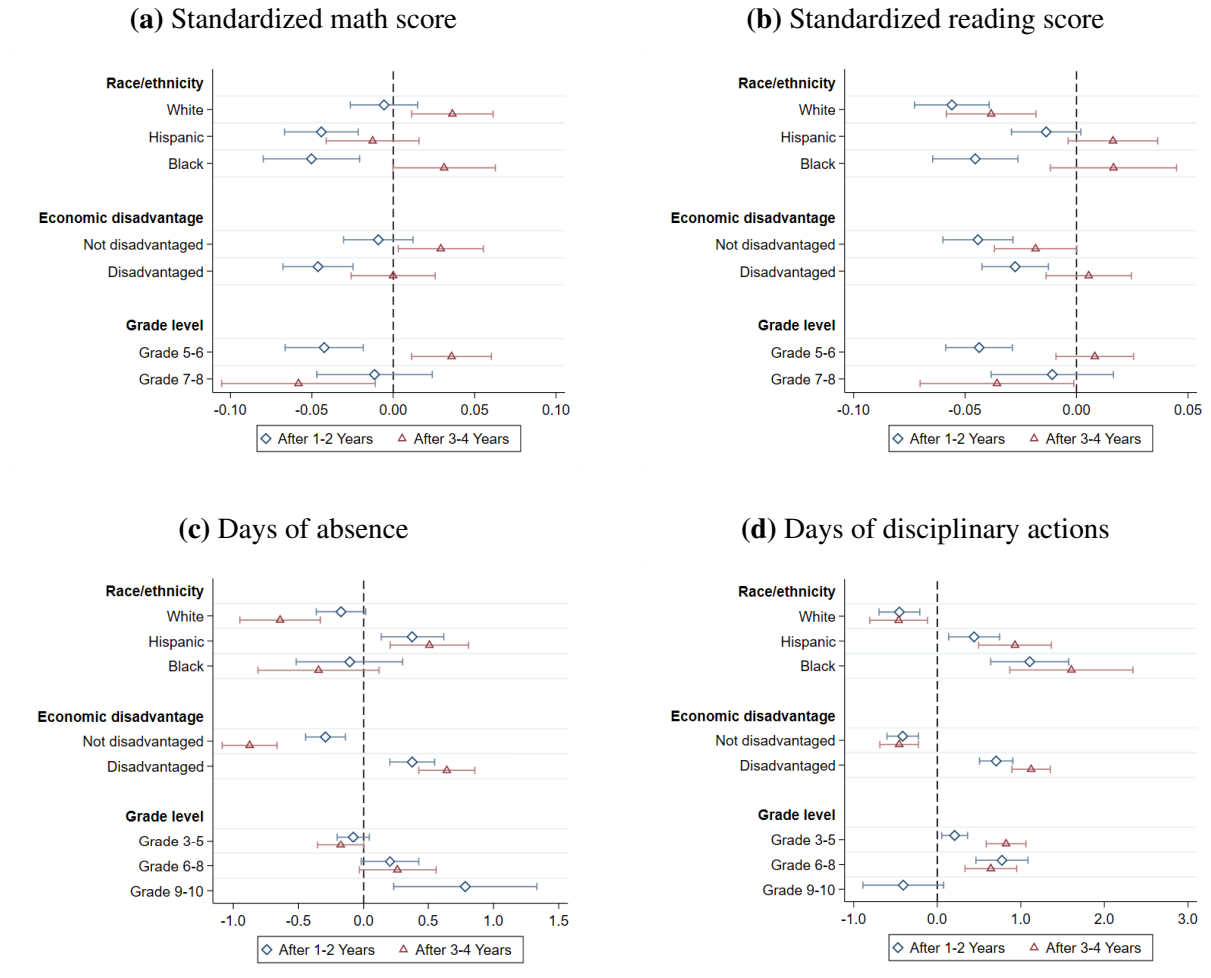 (a) Standardized math score
Race/ethnicity
White
Hispanic
Black
Economic disadvantage
Not disadvantaged
Disadvantaged
Grade level
Grade 5-6
Grade 7-8
-0.10 -0.05 0.00 0.05 0.10
After 1-2 Years After 3-4 Years
(b) Standardized reading score
Race/ethnicity
White
Hispanic
Black
Economic disadvantage
Not disadvantaged
Disadvantaged
Grade level
Grade 5-6
Grade 7-8
-0.10 -0.05 0.00 0.05
After 1-2 Years After 3-4 Years
(c) Days of absence
Race/ethnicity
White
Hispanic
Black
Economic disadvantage
Not disadvantaged
Disadvantaged
Grade level
Grade 3-5
Grade 6-8
Grade 9-10
-1.0 -0.5 0.0 0.5 1.0 1.5
After 1-2 Years After 3-4 Years
(d) Days of disciplinary actions
Race/ethnicity
White
Hispanic
Black
Economic disadvantage
Not disadvantaged
Disadvantaged
Grade level
Grade 3-5
Grade 6-8
Grade 9-10
-1.0 0.0 1.0 2.0 3.0
After 1-2 Years After 3-4 Years